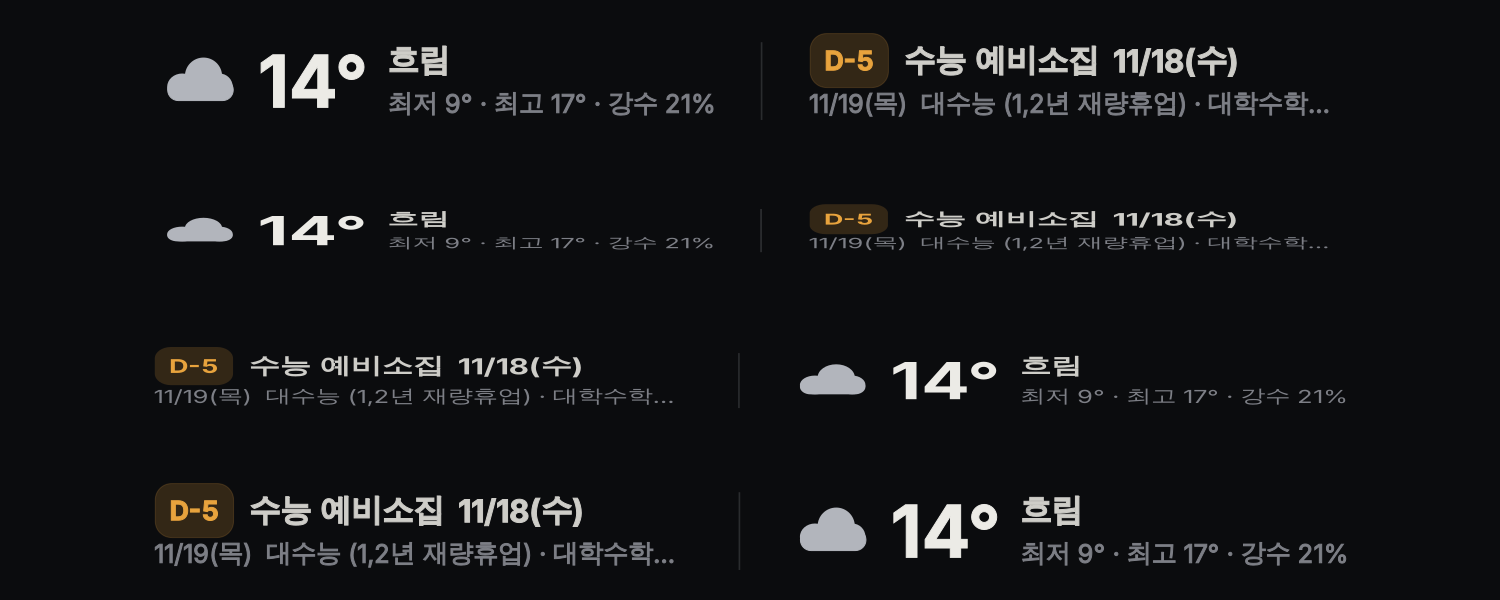 14° 흐림
최저 9° · 최고 17° · 강수 21%
D-5 수능 예비소집 11/18(수)
11/19(목) 대수능 (1,2년 재량휴업) · 대학수학...
14° 흐림
최저 9° · 최고 17° · 강수 21%
D-5 수능 예비소집 11/18(수)
11/19(목) 대수능 (1,2년 재량휴업) · 대학수학...
D-5 수능 예비소집 11/18(수)
11/19(목) 대수능 (1,2년 재량휴업) · 대학수학...
14° 흐림
최저 9° · 최고 17° · 강수 21%
D-5 수능 예비소집 11/18(수)
11/19(목) 대수능 (1,2년 재량휴업) · 대학수학...
14° 흐림
최저 9° · 최고 17° · 강수 21%